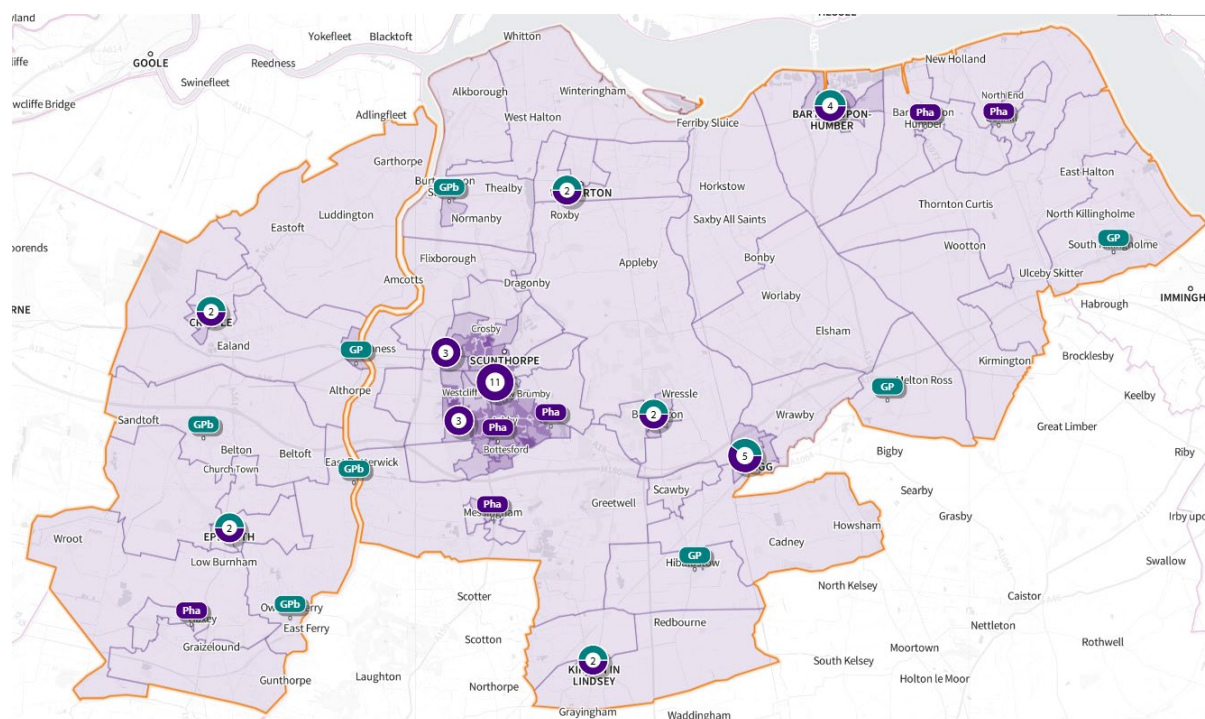 Whitton
Yokefleet
Blacktoft
GOOLE
Reedness
Swinefleet
Alkborough
Winteringham
West Halton
Adlingfleet
Ferriby Sluice
New Holland
North End
4
HUMBER
Pha
Pha
Garthorpe
East Halton
GPb
Thealby
2
Horkstow
Luddington
Normanby
Roxby
Saxby All Saints
Thornton Curtis
North Killingholme
Eastoft
GP
Flixborough
Appleby
Bonby
Wootton
Amcotts
Dragonby
Worlaby
Ulceby Skitter
Habrough
2
Crosby
Elsham
Ealand
GP
3
SCUNTHORPE
Kirmington
Brocklesby
Althorpe
11
GP
Melton Ross
Keelby
Westcliff
Brumby
Wressle
Sandtoft
GPb
3
Pha
Pha
2
Wrawby
Great Limber
Belton
Beltoft
Bottesford
Bigby
Riby
Church Town
GPb
5
Scawby
Searby
Pha
Greetwell
Grasby
Howsham
Wroot
2
Cadney
Swallow
Low Burnham
GP
North Kelsey
Caistor
Pha
GPb
Scotter
Nettleton
East Ferry
Redbourne
Graizelound
Scotton
Moortown
Rothwell
2
South Kelsey
Gunthorpe
Laughton
Northorpe
LINDSEY
Holton le Moor
Grayingham
Waddingham